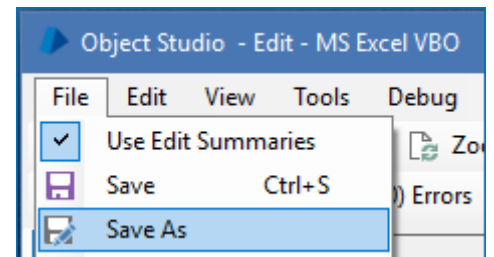 Object Studio - Edit - MS Excel VBO
File Edit View Tools Debug
Use Edit Summaries
Save Ctrl+S
) Errors
Save As